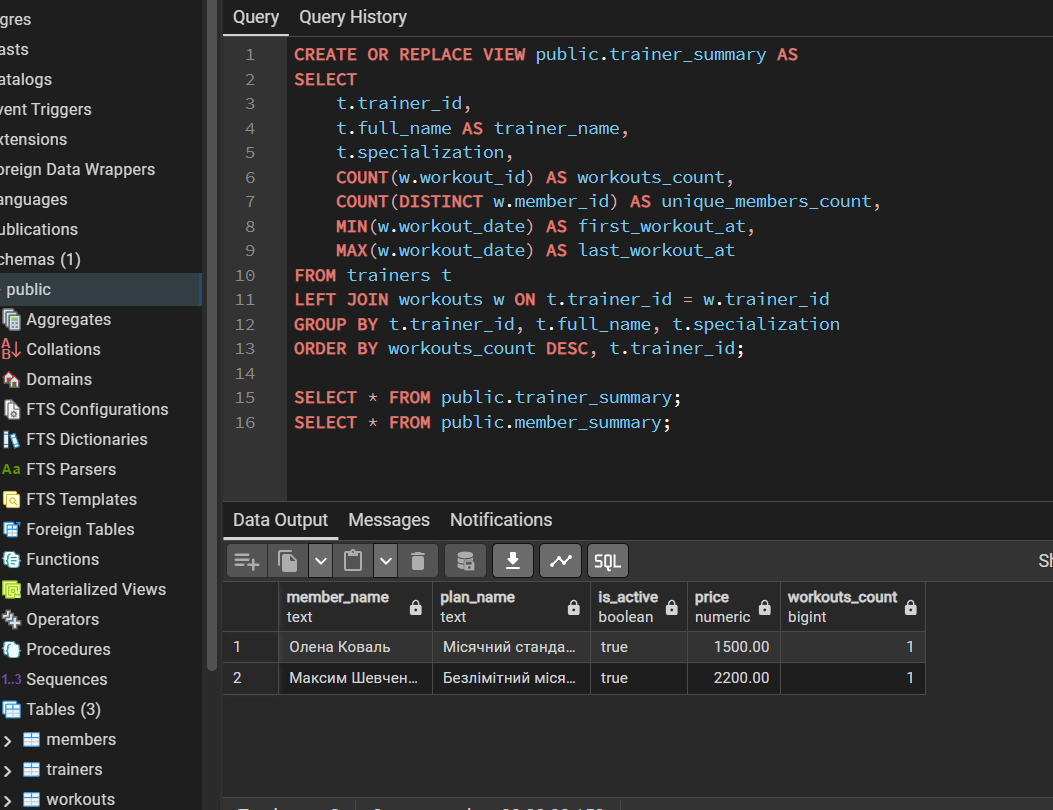 gres
asts
atalogs
vent Triggers
xtensions
oreign Data Wrappers
anguages
ublications
chemas (1)
public
Aggregates
Collations
Domains
FTS Configurations
FTS Dictionaries
Aa FTS Parsers
FTS Templates
Foreign Tables
Functions
Materialized Views
Operators
Procedures
1..3 Sequences
Tables (3)
members
trainers
workouts
Query Query History
1 CREATE OR REPLACE VIEW public.trainer_summary AS
2 SELECT
3 t.trainer_id,
4 t.full_name AS trainer_name,
5 t.specialization,
6 COUNT(w.workout_id) AS workouts_count,
7 COUNT(DISTINCT w.member_id) AS unique_members_count,
8 MIN(w.workout_date) AS first_workout_at,
9 MAX(w.workout_date) AS last_workout_at
10 FROM trainers t
11 LEFT JOIN workouts w ON t.trainer_id = w.trainer_id
12 GROUP BY t.trainer_id, t.full_name, t.specialization
13 ORDER BY workouts_count DESC, t.trainer_id;
14
15 SELECT * FROM public.trainer_summary;
16 SELECT * FROM public.member_summary;
Data Output Messages Notifications
SQL
Sh
member_name plan_name is_active price workouts_count
text text boolean numeric bigint
1 Олена Коваль Місячний станда... true 1500.00 1
2 Максим Шевчен... Безлімітний міся... true 2200.00 1